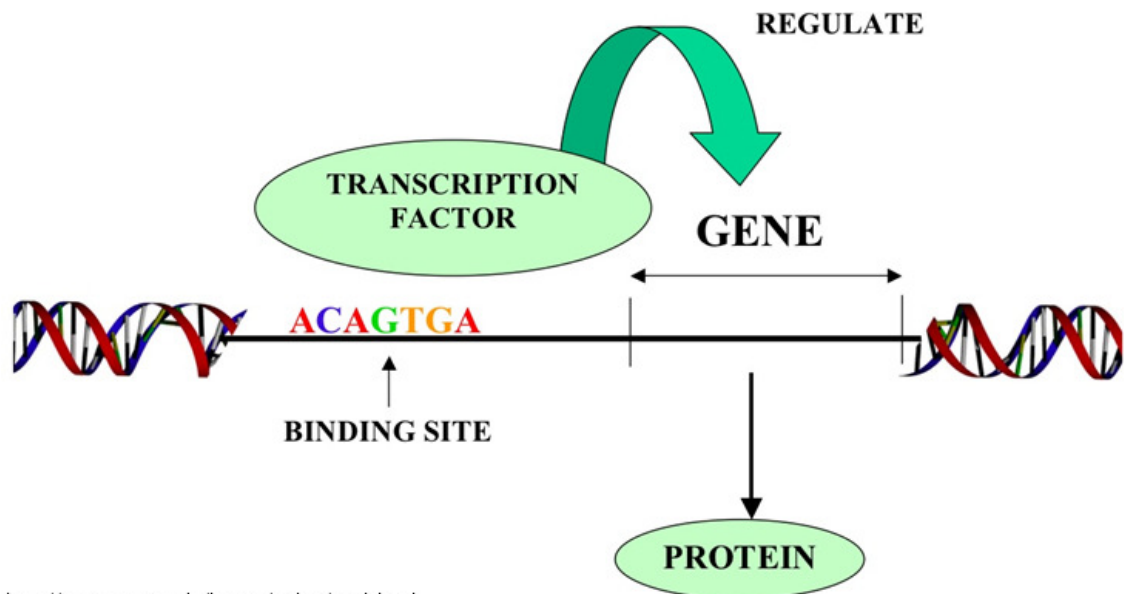 REGULATE
TRANSCRIPTION
FACTOR
GENE
ACAGTGA
BINDING SITE
PROTEIN